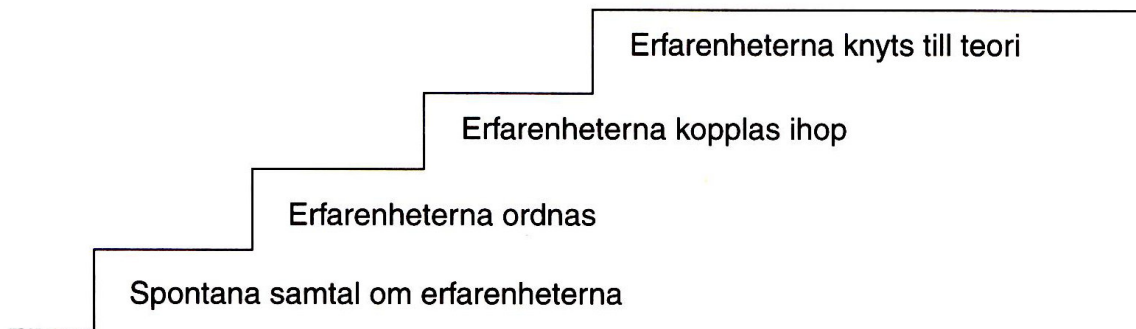 Erfarenheterna knyts till teori
Erfarenheterna kopplas ihop
Erfarenheterna ordnas
Spontana samtal om erfarenheterna